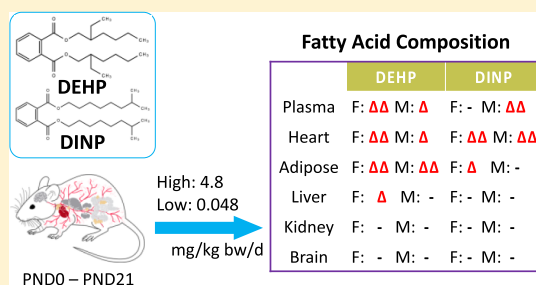 DEHP
DINP
High: 4.8
Low: 0.048
mg/kg bw/d
PND0 – PND21
Fatty Acid Composition
DEHP DINP
Plasma F: ΔΔ M: Δ F: - M: ΔΔ
Heart F: ΔΔ M: Δ F: ΔΔ M: ΔΔ
Adipose F: ΔΔ M: ΔΔ F: Δ M: -
Liver F: Δ M: - F: - M: -
Kidney F: - M: - F: - M: -
Brain F: - M: - F: - M: -